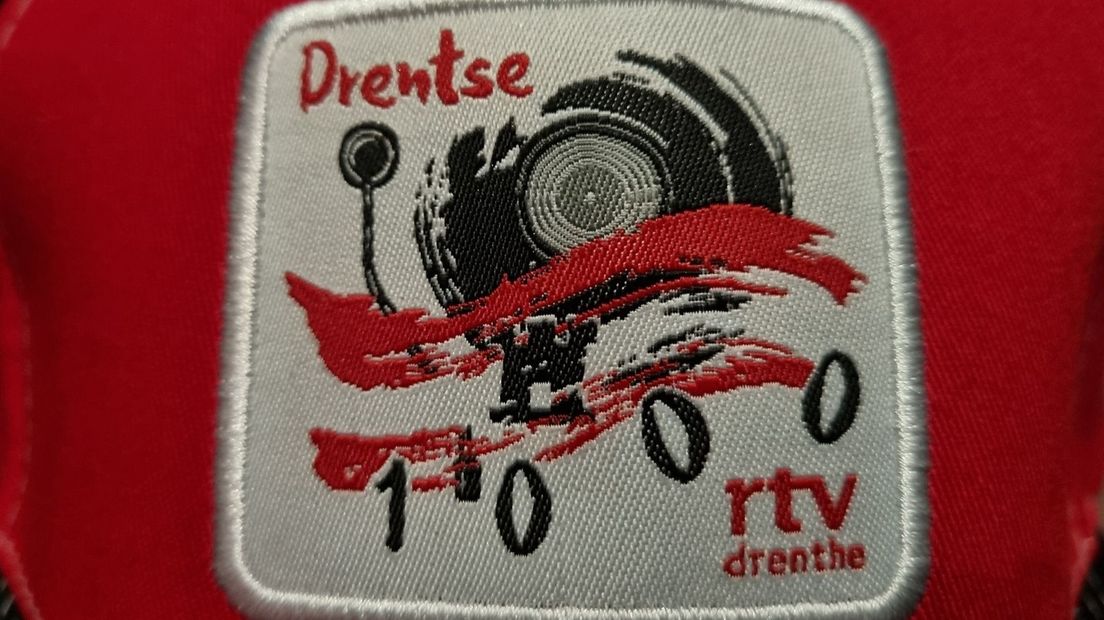 Drentse
1000
rtv
drenthe